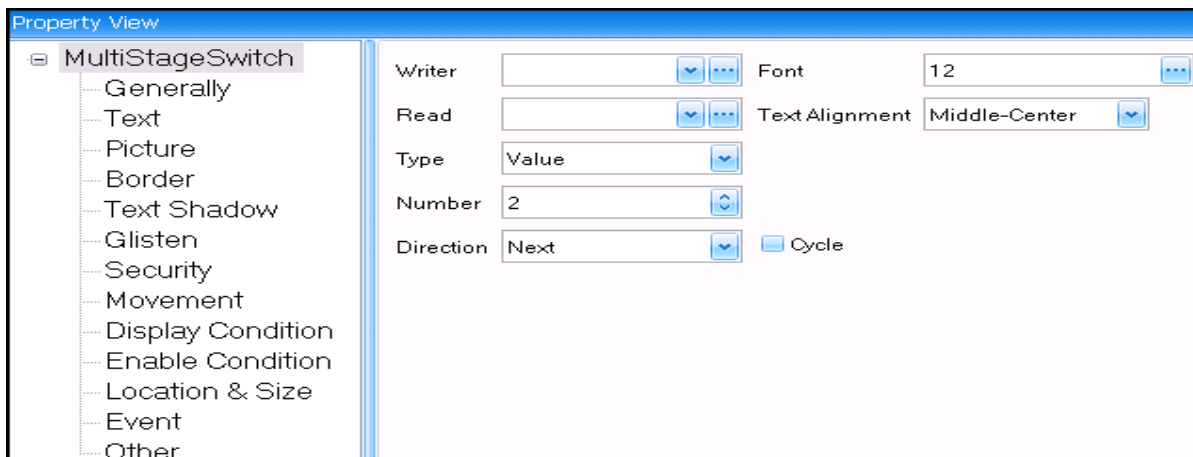 Property View
MultiStageSwitch
Generally
Text
Picture
Border
Text Shadow
Glisten
Security
Movement
Display Condition
Enable Condition
Location & Size
Event
Other
Writer Font 12
Read Text Alignment Middle-Center
Type Value
Number 2
Direction Next Cycle